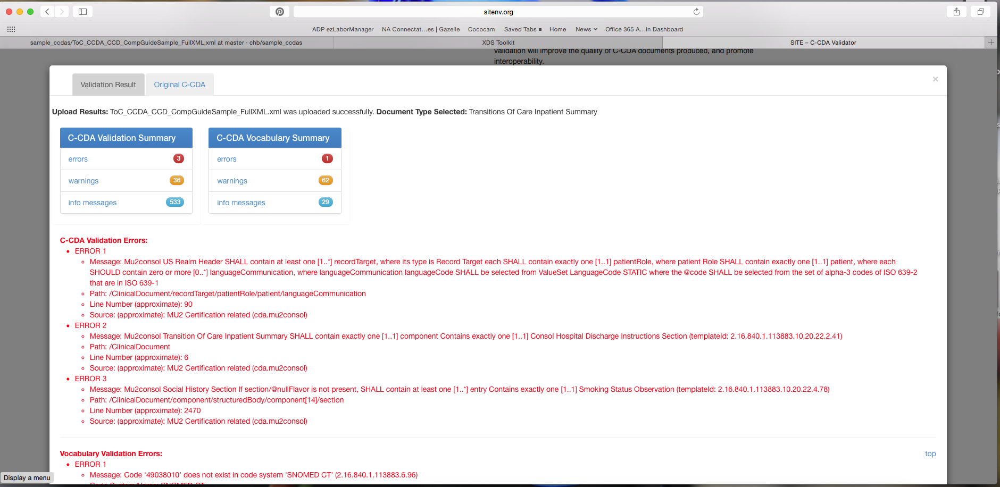 sitenv.org
ADP ezLaborManager NA Connectat...es | Gazelle Cococam Saved Tabs Home News Office 365 A...in Dashboard
sample_ccdas/ToC_CCDA_CCD_CompGuideSample_FullXML.xml at master · chb/sample_ccdas XDS Toolkit SITE – C-CDA Validator
validation will improve the quality of C-CDA documents produced, and promote
interoperability.
Validation Result Original C-CDA ×
Upload Results: ToC_CCDA_CCD_CompGuideSample_FullXML.xml was uploaded successfully. Document Type Selected: Transitions Of Care Inpatient Summary
C-CDA Validation Summary C-CDA Vocabulary Summary
errors 3 errors 1
warnings 36 warnings 62
info messages 533 info messages 29
C-CDA Validation Errors:
ERROR 1
Message: Mu2consol US Realm Header SHALL contain at least one [1..*] recordTarget, where its type is Record Target each SHALL contain exactly one [1..1] patientRole, where patient Role SHALL contain exactly one [1..1] patient, where each
SHOULD contain zero or more [0..*] languageCommunication, where languageCommunication languageCode SHALL be selected from ValueSet LanguageCode STATIC where the @code SHALL be selected from the set of alpha-3 codes of ISO 639-2
that are in ISO 639-1
Path: /ClinicalDocument/recordTarget/patientRole/patient/languageCommunication
Line Number (approximate): 90
Source: (approximate): MU2 Certification related (cda.mu2consol)
ERROR 2
Message: Mu2consol Transition Of Care Inpatient Summary SHALL contain exactly one [1..1] component Contains exactly one [1..1] Consol Hospital Discharge Instructions Section (templateId: 2.16.840.1.113883.10.20.22.2.41)
Path: /ClinicalDocument
Line Number (approximate): 6
Source: (approximate): MU2 Certification related (cda.mu2consol)
ERROR 3
Message: Mu2consol Social History Section If section/@nullFlavor is not present, SHALL contain at least one [1..*] entry Contains exactly one [1..1] Smoking Status Observation (templateId: 2.16.840.1.113883.10.20.22.4.78)
Path: /ClinicalDocument/component/structuredBody/component[14]/section
Line Number (approximate): 2470
Source: (approximate): MU2 Certification related (cda.mu2consol)
Vocabulary Validation Errors: top
ERROR 1
Message: Code '49038010' does not exist in code system 'SNOMED CT' (2.16.840.1.113883.6.96)
Code System Name: SNOMED CT
Display a menu